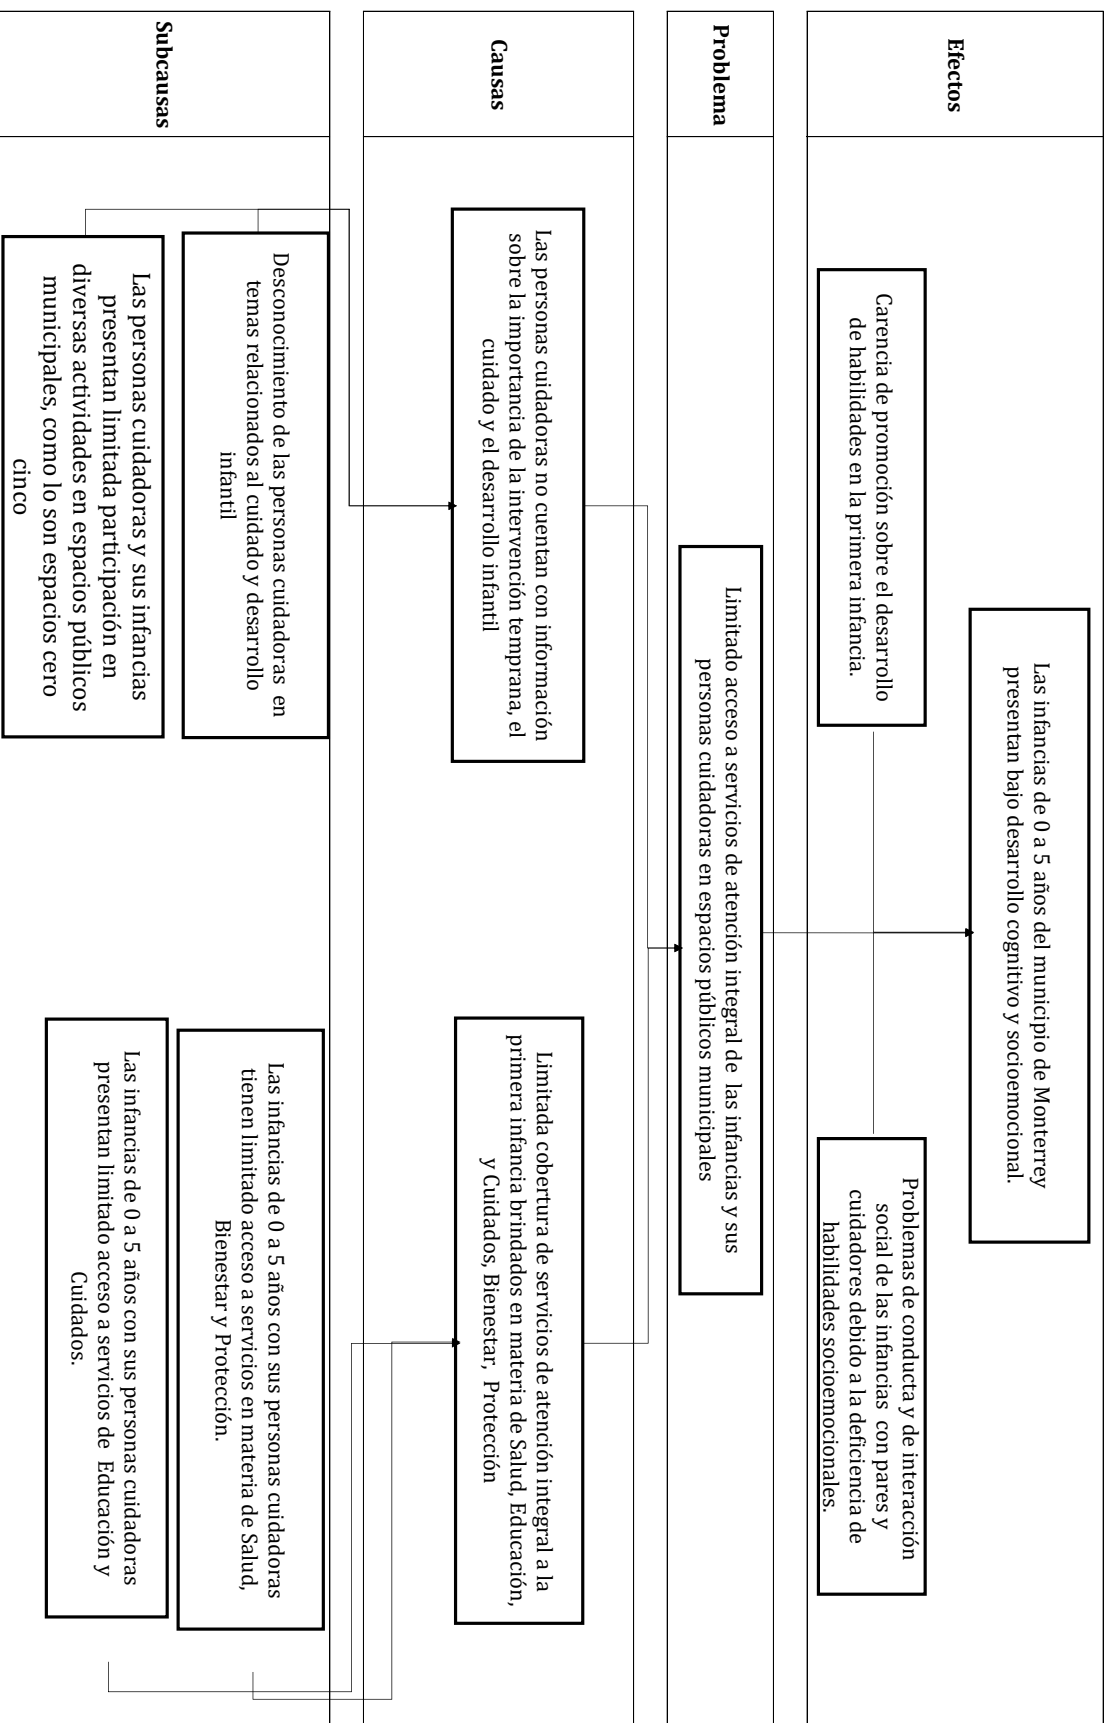 Efectos
Las infancias de 0 a 5 años del municipio de Monterrey
presentan bajo desarrollo cognitivo y socioemocional.
Carencia de promoción sobre el desarrollo
de habilidades en la primera infancia.
Problemas de conducta y de interacción
social de las infancias con pares y
cuidadores debido a la deficiencia de
habilidades socioemocionales.
Problema
Limitado acceso a servicios de atención integral de las infancias y sus
personas cuidadoras en espacios públicos municipales
Causas
Las personas cuidadoras no cuentan con información
sobre la importancia de la intervención temprana, el
cuidado y el desarrollo infantil
Limitada cobertura de servicios de atención integral a la
primera infancia brindados en materia de Salud, Educación,
y Cuidados, Bienestar, Protección
Subcausas
Desconocimiento de las personas cuidadoras en
temas relacionados al cuidado y desarrollo
infantil
Las personas cuidadoras y sus infancias
presentan limitada participación en
diversas actividades en espacios públicos
municipales, como lo son espacios cero
cinco
Las infancias de 0 a 5 años con sus personas cuidadoras
tienen limitado acceso a servicios en materia de Salud,
Bienestar y Protección.
Las infancias de 0 a 5 años con sus personas cuidadoras
presentan limitado acceso a servicios de Educación y
Cuidados.